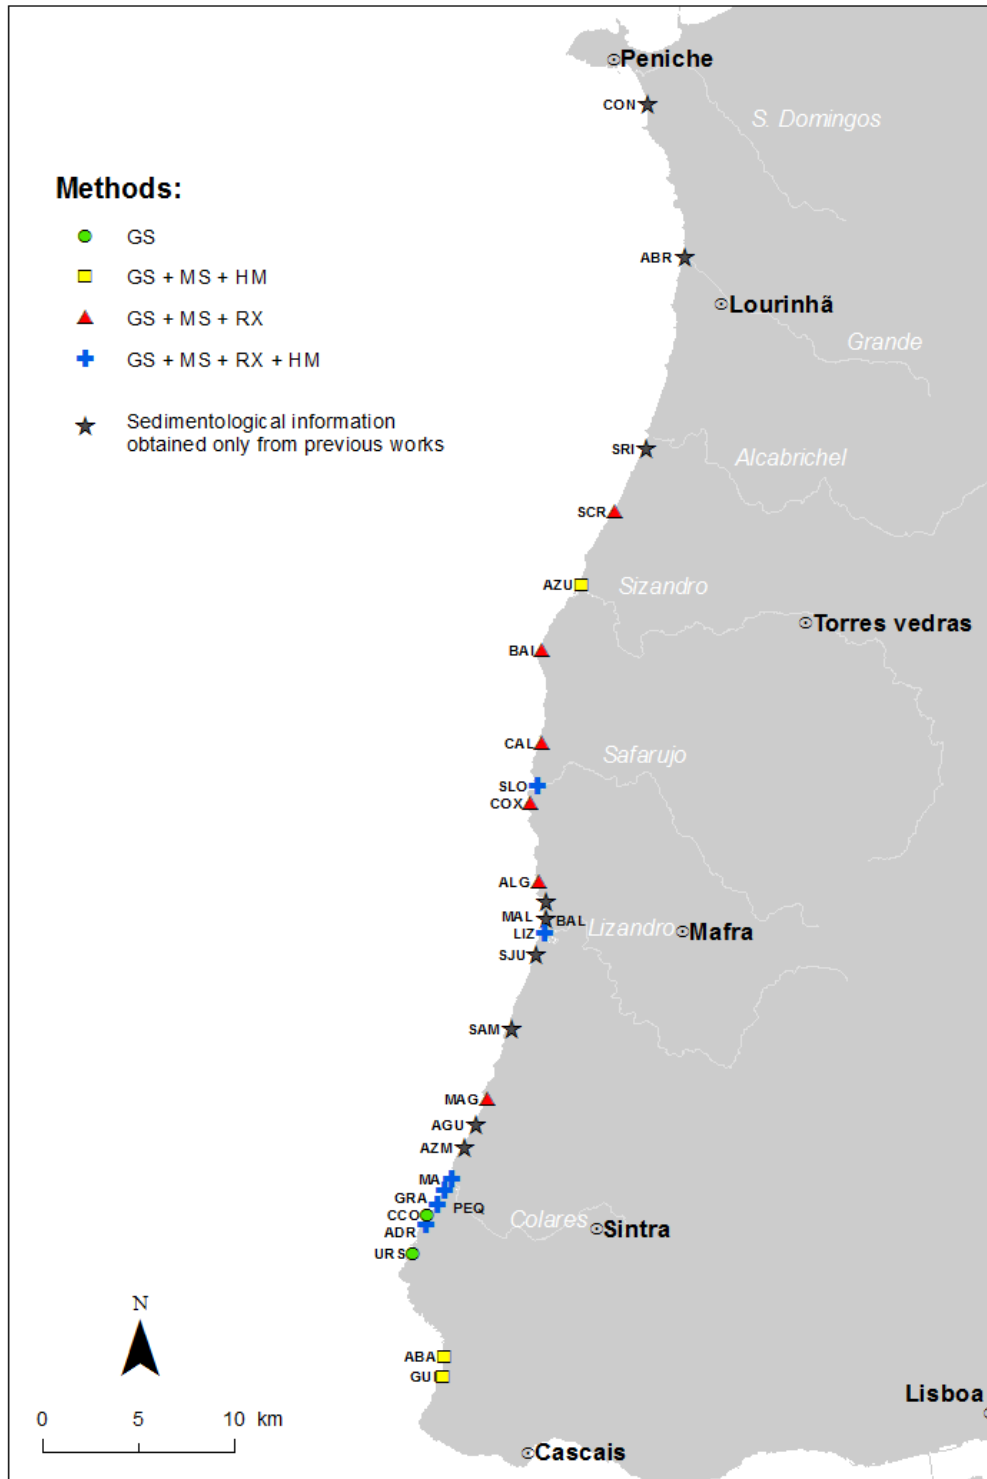 Peniche
CON
S. Domingos
Methods:
GS
GS + MS + HM
ABR
Lourinhã
GS + MS + RX
Grande
GS + MS + RX + HM
Sedimentological information
obtained only from previous works
SRI
Alcabrichel
SCR
AZU
Sizandro
Torres vedras
BAI
CAL
Safarujo
SLO
COX
ALG
MAL
BAL
LIZ
Lizandro
Mafra
SJU
SAM
MAG
AGU
AZM
MA
GRA
PEQ
CCO
Colares
Sintra
ADR
URS
N
ABA
GUI
Lisboa
0 5 10 km
Cascais